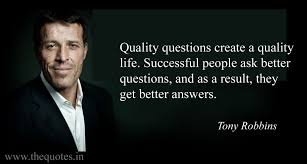 Quality questions create a quality
life. Successful people ask better
questions, and as a result, they
get better answers.
Tony Robbins
www.thequotes.in